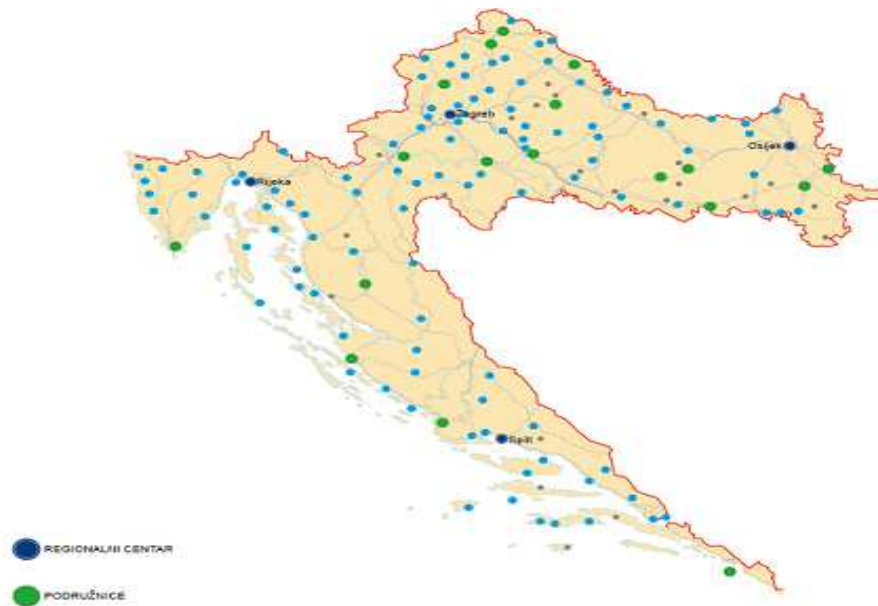 Zagreb
Osijek
Rijeka
Split
REGIONALNI CENTAR
PODRUŽNICE